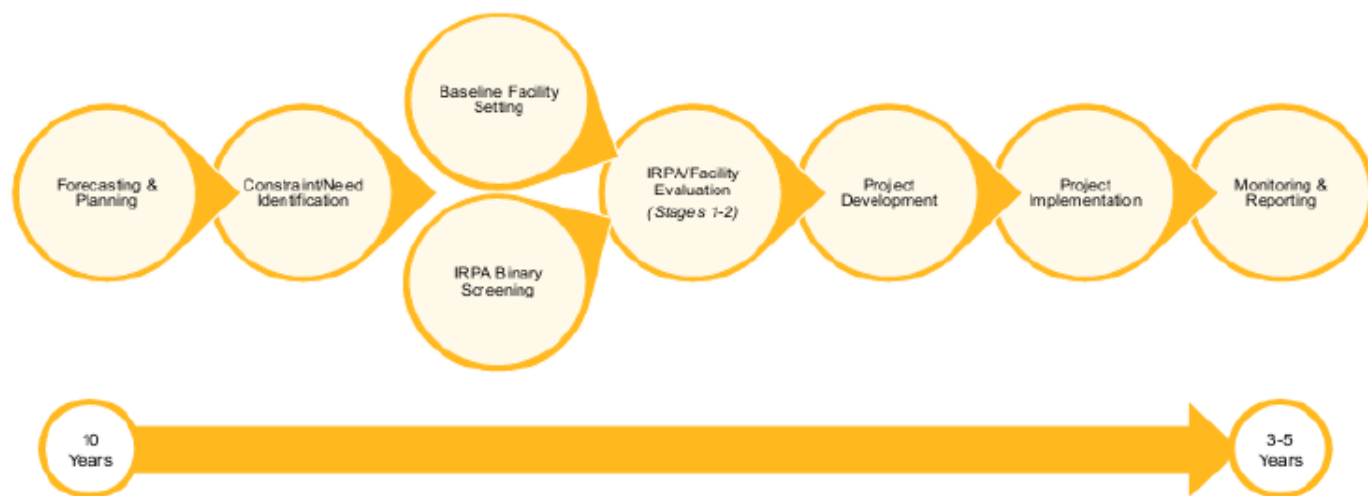 Forecasting &
Planning
Constraint/Need
Identification
Baseline Facility
Setting
IRPA Binary
Screening
IRPA/Facility
Evaluation
(Stages 1-2)
Project
Development
Project
Implementation
Monitoring &
Reporting
10
Years
3-5
Years